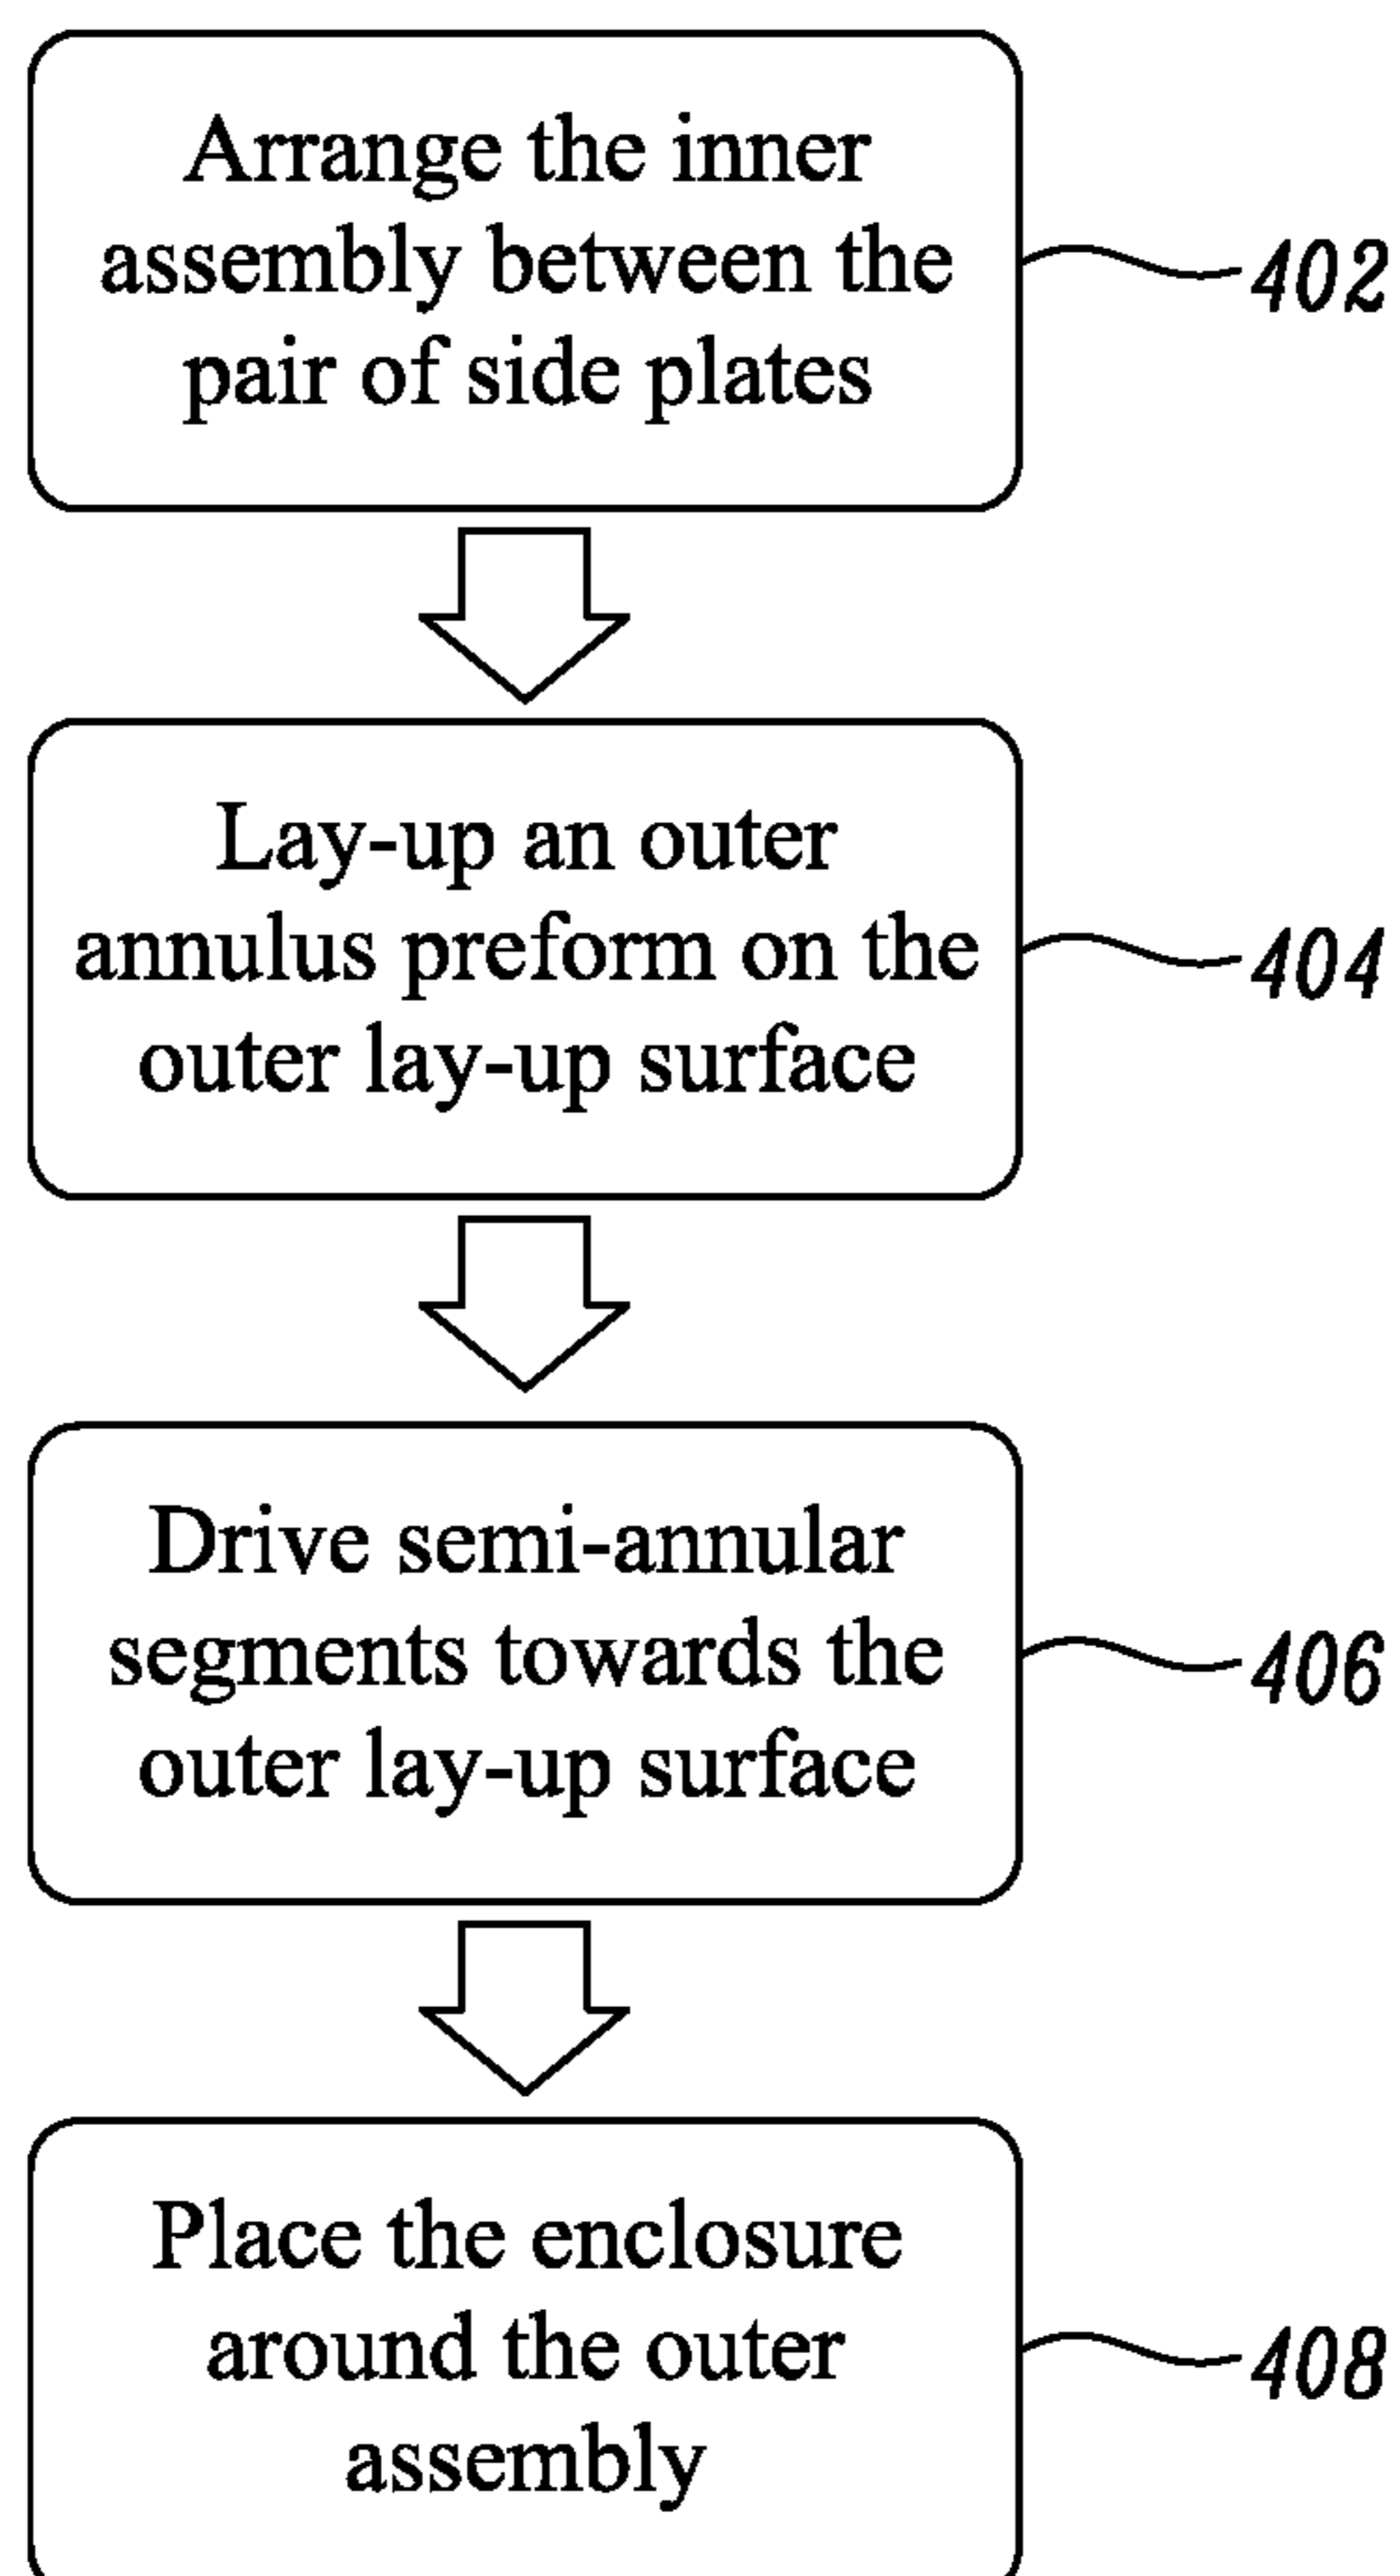 Arrange the inner
assembly between the
pair of side plates
402
Lay-up an outer
annulus preform on the
outer lay-up surface
404
Drive semi-annular
segments towards the
outer lay-up surface
406
Place the enclosure
around the outer
assembly
408